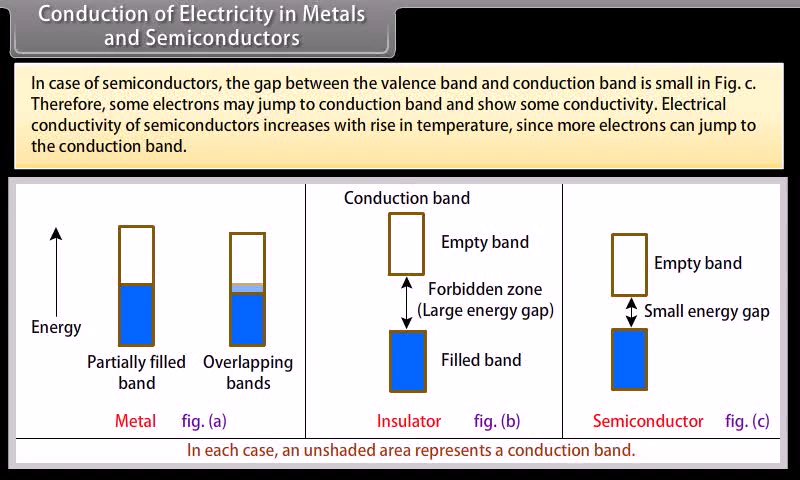 Conduction of Electricity in Metals
and Semiconductors
In case of semiconductors, the gap between the valence band and conduction band is small in Fig. c.
Therefore, some electrons may jump to conduction band and show some conductivity. Electrical
conductivity of semiconductors increases with rise in temperature, since more electrons can jump to
the conduction band.
Energy
Partially filled
band
Overlapping
bands
Metal fig. (a)
Conduction band
Empty band
Forbidden zone
(Large energy gap)
Filled band
Insulator fig. (b)
Empty band
Small energy gap
Semiconductor fig. (c)
In each case, an unshaded area represents a conduction band.